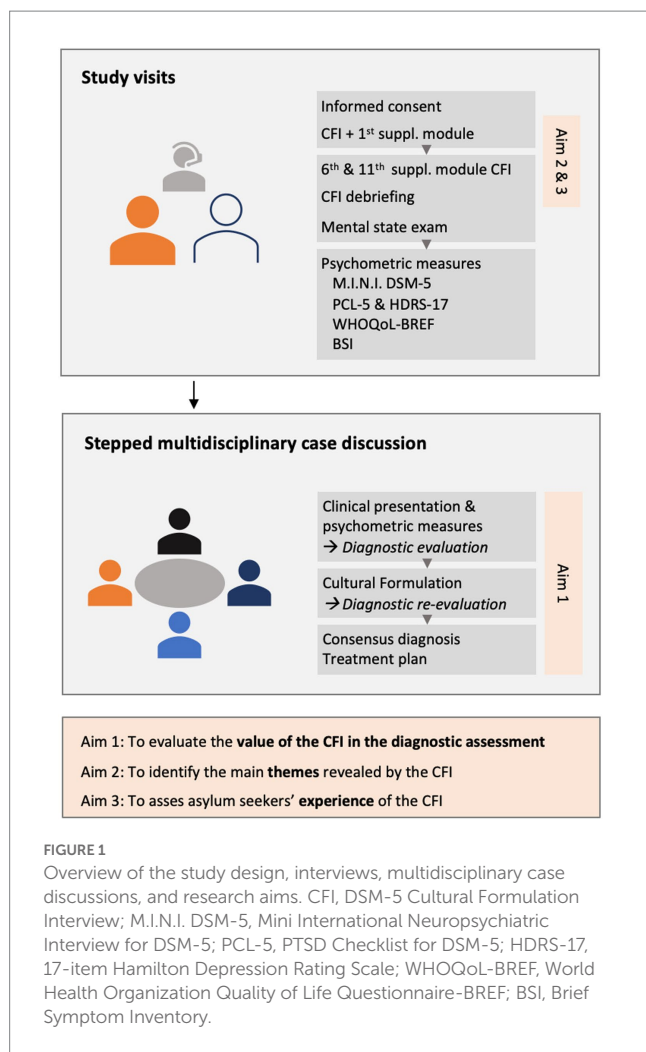 Study visits
Informed consent
CFI + 1st suppl. module
6th & 11th suppl. module CFI
CFI debriefing
Mental state exam
Psychometric measures
M.I.N.I. DSM-5
PCL-5 & HDRS-17
WHOQoL-BREF
BSI
Aim 2 & 3
Stepped multidisciplinary case discussion
Clinical presentation &
psychometric measures
→ Diagnostic evaluation
Cultural Formulation
→ Diagnostic re-evaluation
Consensus diagnosis
Treatment plan
Aim 1
Aim 1: To evaluate the value of the CFI in the diagnostic assessment
Aim 2: To identify the main themes revealed by the CFI
Aim 3: To asses asylum seekers’ experience of the CFI
FIGURE 1
Overview of the study design, interviews, multidisciplinary case
discussions, and research aims. CFI, DSM-5 Cultural Formulation
Interview; M.I.N.I. DSM-5, Mini International Neuropsychiatric
Interview for DSM-5; PCL-5, PTSD Checklist for DSM-5; HDRS-17,
17-item Hamilton Depression Rating Scale; WHOQoL-BREF, World
Health Organization Quality of Life Questionnaire-BREF; BSI, Brief
Symptom Inventory.